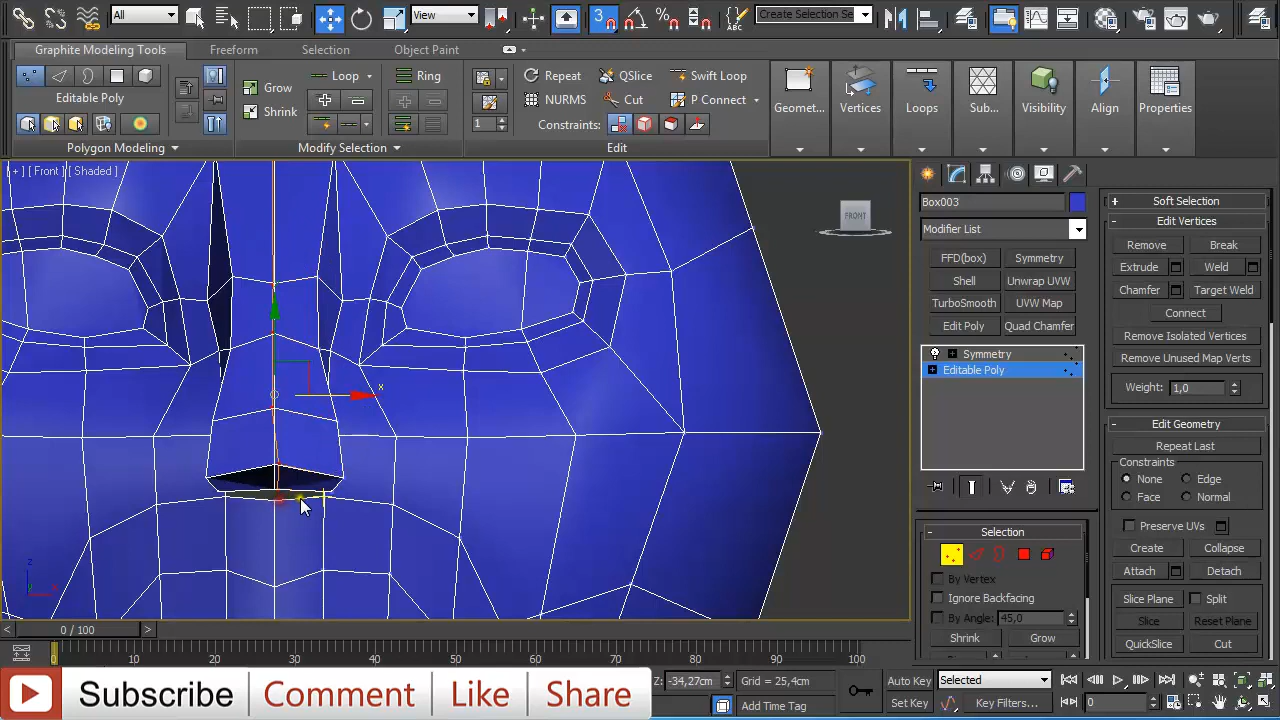 All
View
Create Selection Se
Graphite Modeling Tools
Freeform
Selection
Object Paint
Editable Poly
Polygon Modeling
Grow
Shrink
Loop
Ring
Modify Selection
1
Repeat
QSlice
Swift Loop
NURMS
Cut
P Connect
Constraints:
Edit
Geomet...
Vertices
Loops
Sub...
Visibility
Align
Properties
[ + ] [ Front ] [ Shaded ]
FRONT
x
z
Box003
Modifier List
FFD(box)
Symmetry
Shell
Unwrap UVW
TurboSmooth
UVW Map
Edit Poly
Quad Chamfer
Symmetry
Editable Poly
Selection
By Vertex
Ignore Backfacing
By Angle: 45,0
Shrink
Grow
Soft Selection
Edit Vertices
Remove
Break
Extrude
Weld
Chamfer
Target Weld
Connect
Remove Isolated Vertices
Remove Unused Map Verts
Weight: 1,0
Edit Geometry
Repeat Last
Constraints
None
Edge
Face
Normal
Preserve UVs
Create
Collapse
Attach
Detach
Slice Plane
Split
Slice
Reset Plane
QuickSlice
Cut
0 / 100
0 10 20 30 40 50 60 70 80 90 100
Subscribe
Comment
Like
Share
Z: -34,27cm
Grid = 25,4cm
Add Time Tag
Auto Key
Selected
Set Key
Key Filters...
0